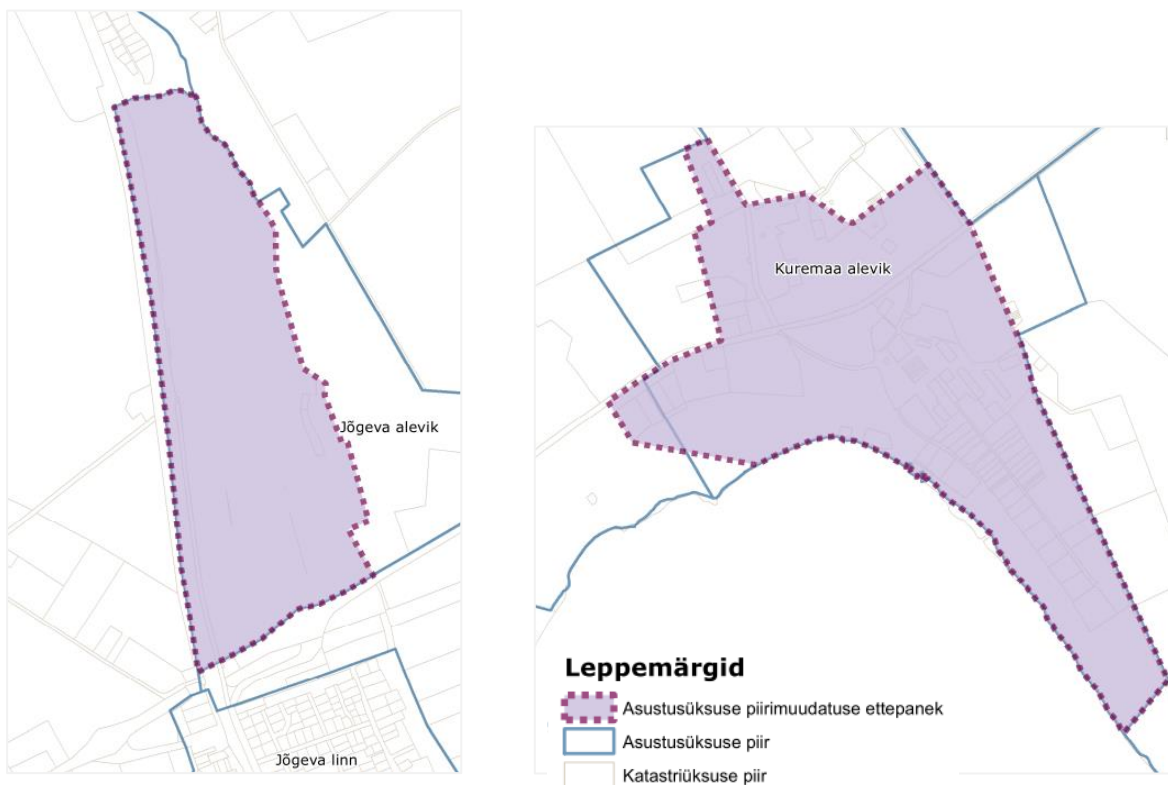 Jõgeva alevik
Jõgeva linn
Kuremaa alevik
Leppemärgid
Asustusüksuse piirimuudatuse ettepanek
Asustusüksuse piir
Katastriüksuse piir